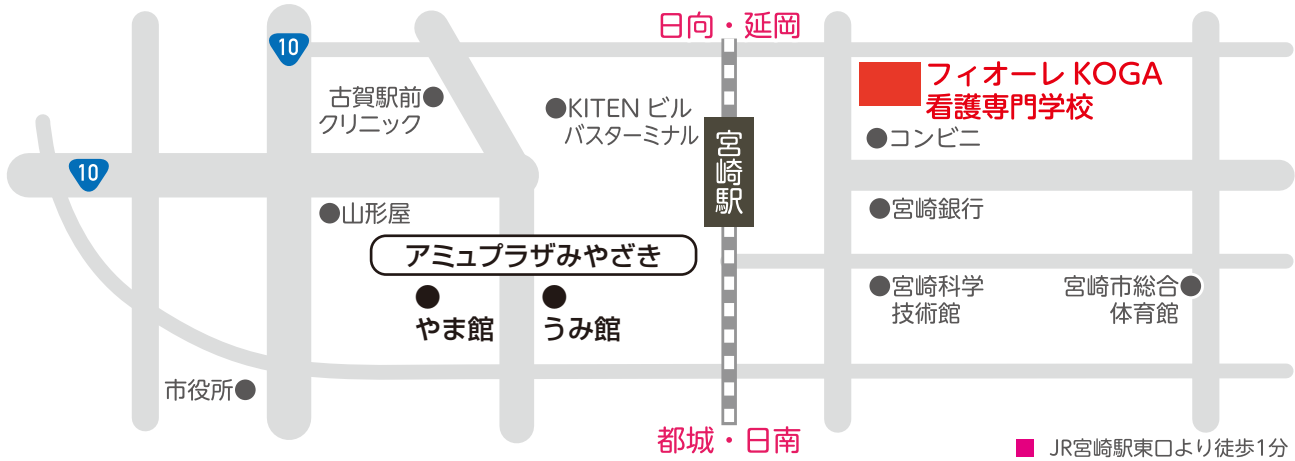 日向・延岡
10
フィオーレ KOGA
看護専門学校
古賀駅前
クリニック
KITEN ビル
バスターミナル
コンビニ
宮崎駅
10
山形屋
宮崎銀行
アミュプラザみやざき
宮崎科学
技術館
宮崎市総合
体育館
やま館
うみ館
市役所
都城・日南
JR宮崎駅東口より徒歩1分